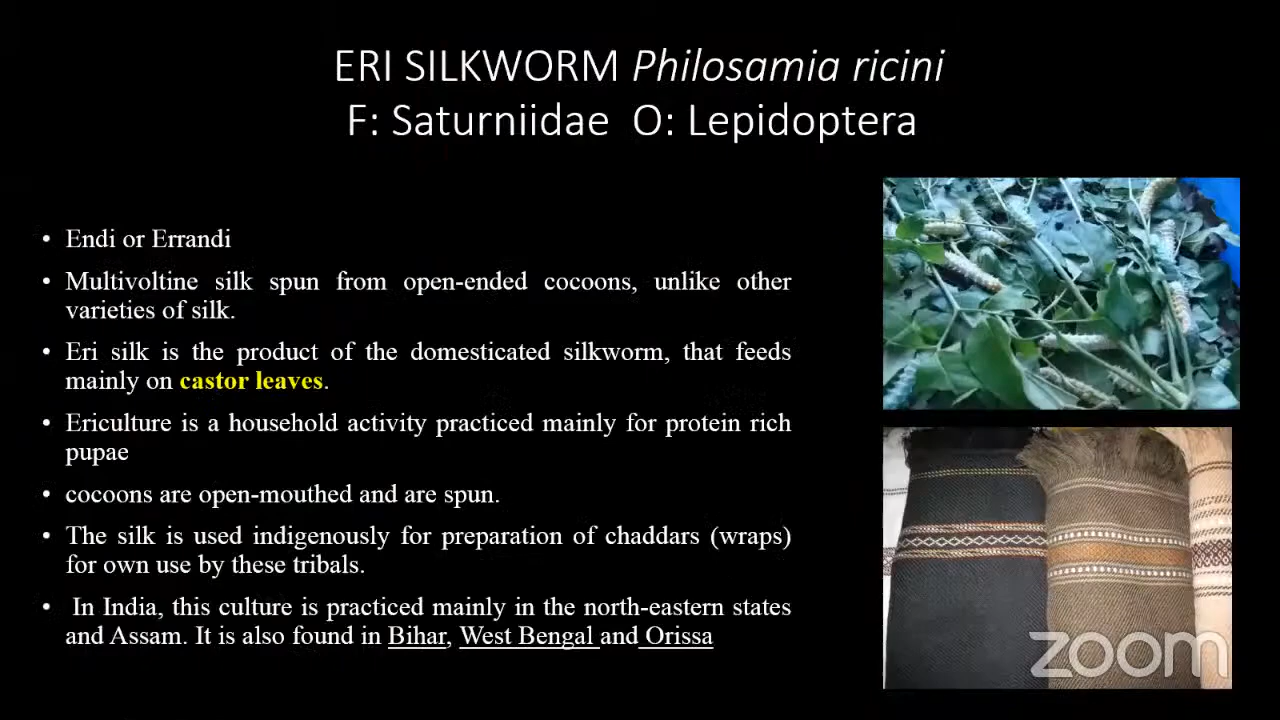 ERI SILKWORM Philosamia ricini
F: Saturniidae O: Lepidoptera
• Endi or Errandi
• Multivoltine silk spun from open-ended cocoons, unlike other
varieties of silk.
• Eri silk is the product of the domesticated silkworm, that feeds
mainly on castor leaves.
• Ericulture is a household activity practiced mainly for protein rich
pupae
• cocoons are open-mouthed and are spun.
• The silk is used indigenously for preparation of chaddars (wraps)
for own use by these tribals.
• In India, this culture is practiced mainly in the north-eastern states
and Assam. It is also found in Bihar, West Bengal and Orissa
zoom